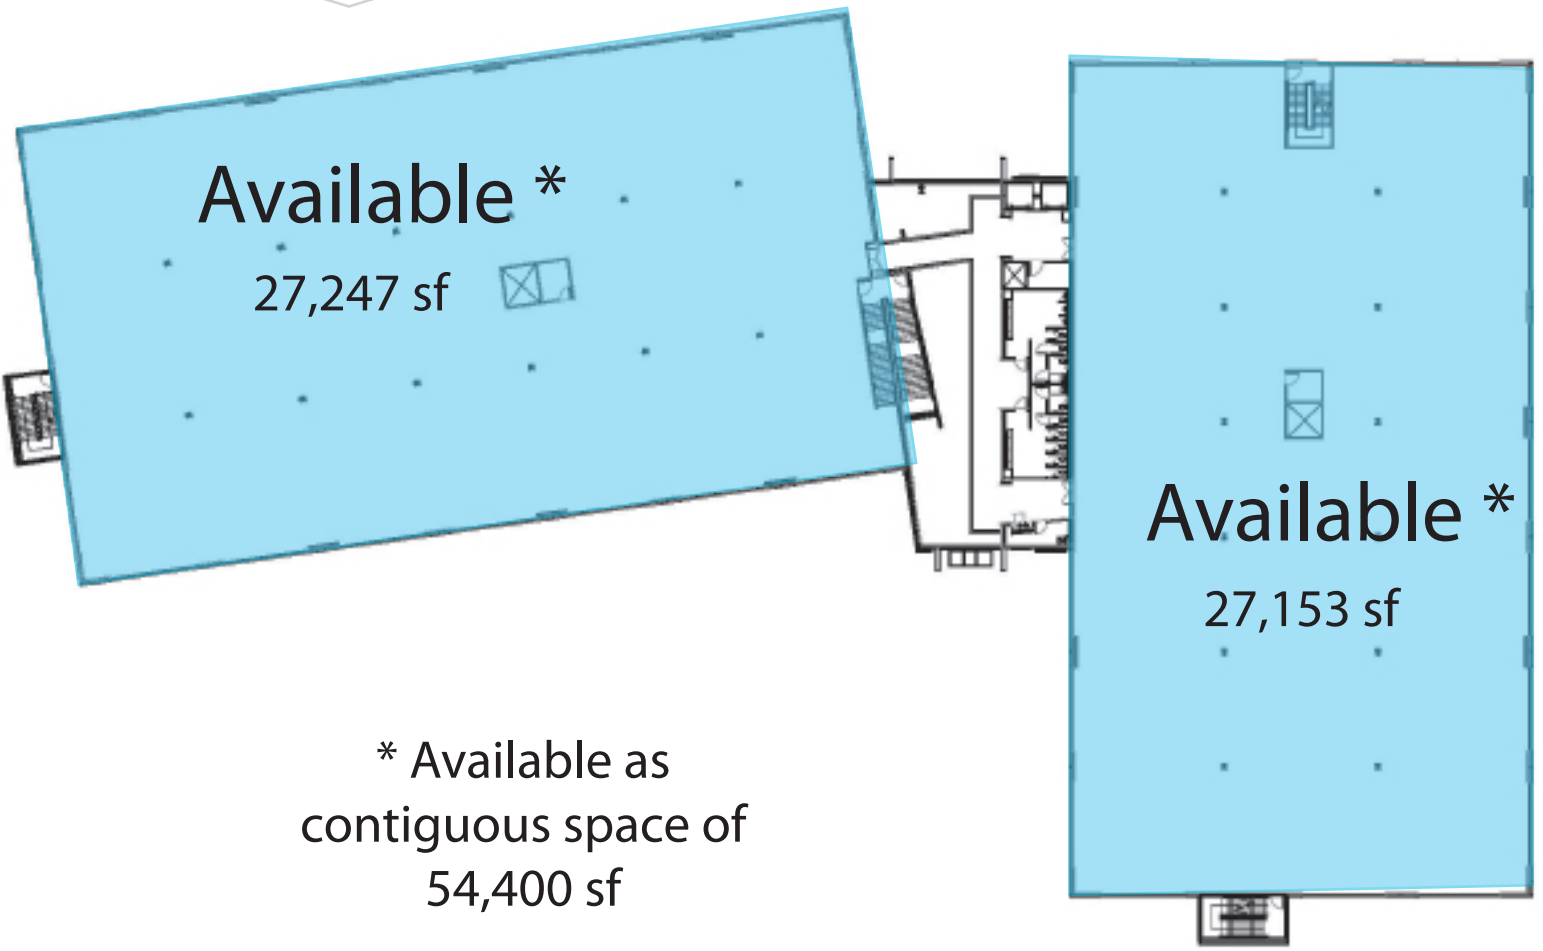 Available *
27,247 sf
Available *
27,153 sf
* Available as
contiguous space of
54,400 sf